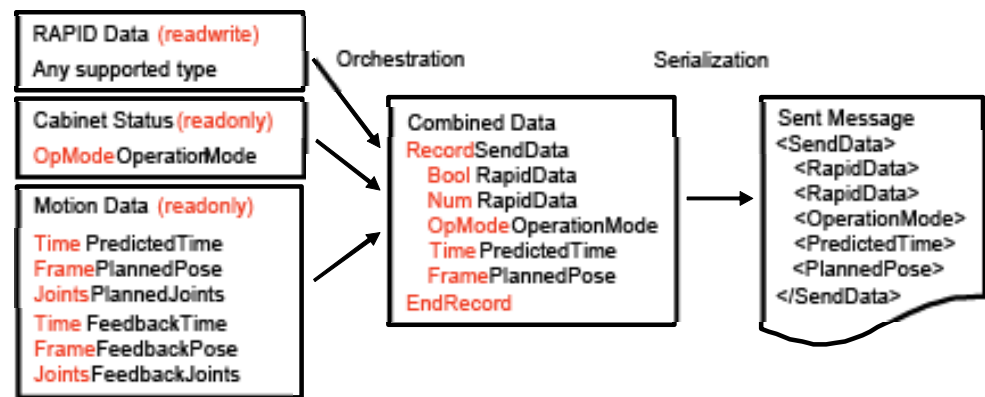 RAPID Data (readwrite)
Any supported type
Cabinet Status (readonly)
OpMode OperationMode
Motion Data (readonly)
Time PredictedTime
Frame PlannedPose
Joints PlannedJoints
Time FeedbackTime
Frame FeedbackPose
Joints FeedbackJoints
Orchestration
Combined Data
Record SendData
Bool RapidData
Num RapidData
OpMode OperationMode
Time PredictedTime
Frame PlannedPose
EndRecord
Serialization
Sent Message
<SendData>
<RapidData>
<RapidData>
<OperationMode>
<PredictedTime>
<PlannedPose>
</SendData>